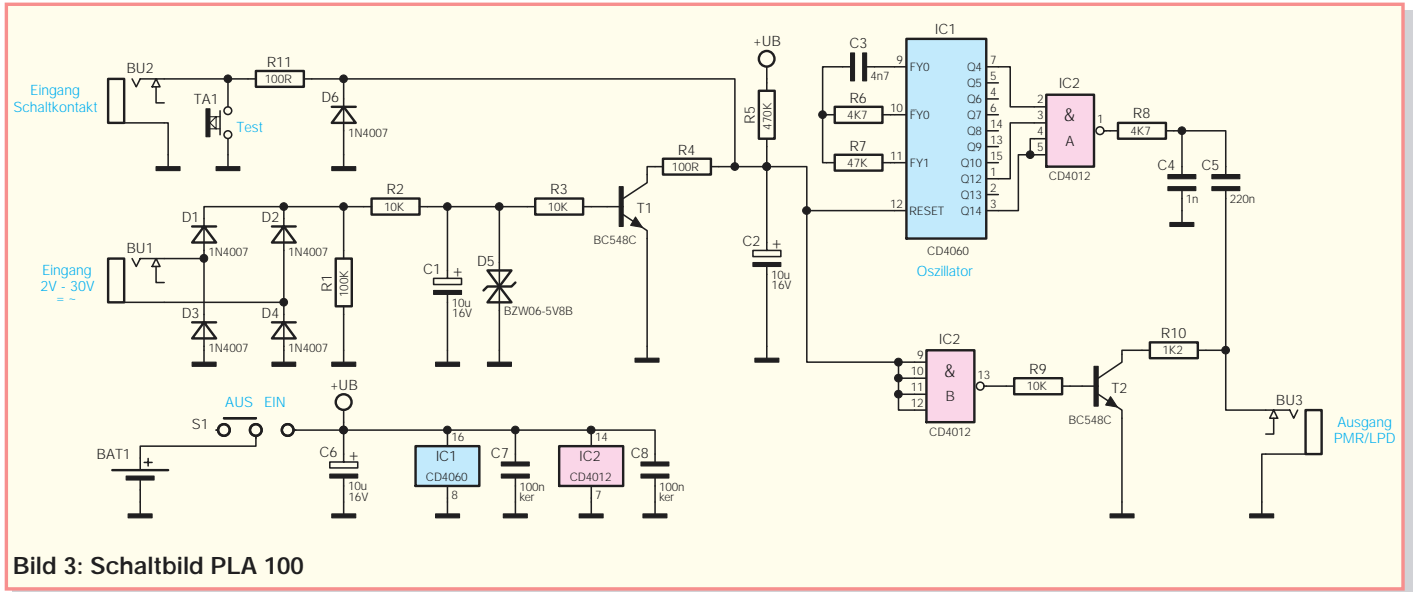 BU2
R11
100R
Eingang
Schaltkontakt
TA1
Test
D6
1N4007
+UB
R5
470K
R4
100R
C3
4n7
R6
4K7
R7
47K
IC1
9 FY0
10 FY0
11 FY1
12 RESET
Q4 7
Q5 5
Q6 4
Q7 6
Q8 14
Q9 13
Q10 15
Q12 1
Q13 2
Q14 3
CD4060
Oszillator
IC2
2
3
4
5
&
A
1
CD4012
R8
4K7
C4
1n
C5
220n
D1
1N4007
D2
1N4007
BU1
Eingang
2V - 30V
= ~
D3
1N4007
D4
1N4007
R1
100K
R2
10K
C1
+
10u
16V
D5
BZW06-5V8B
R3
10K
T1
BC548C
C2
+
10u
16V
IC2
9
10
11
12
&
B
13
CD4012
R9
10K
T2
BC548C
R10
1K2
BU3
Ausgang
PMR/LPD
AUS EIN
S1
BAT1
+
+UB
C6
+
10u
16V
16
IC1
CD4060
8
C7
100n
ker
14
IC2
CD4012
7
C8
100n
ker
Bild 3: Schaltbild PLA 100